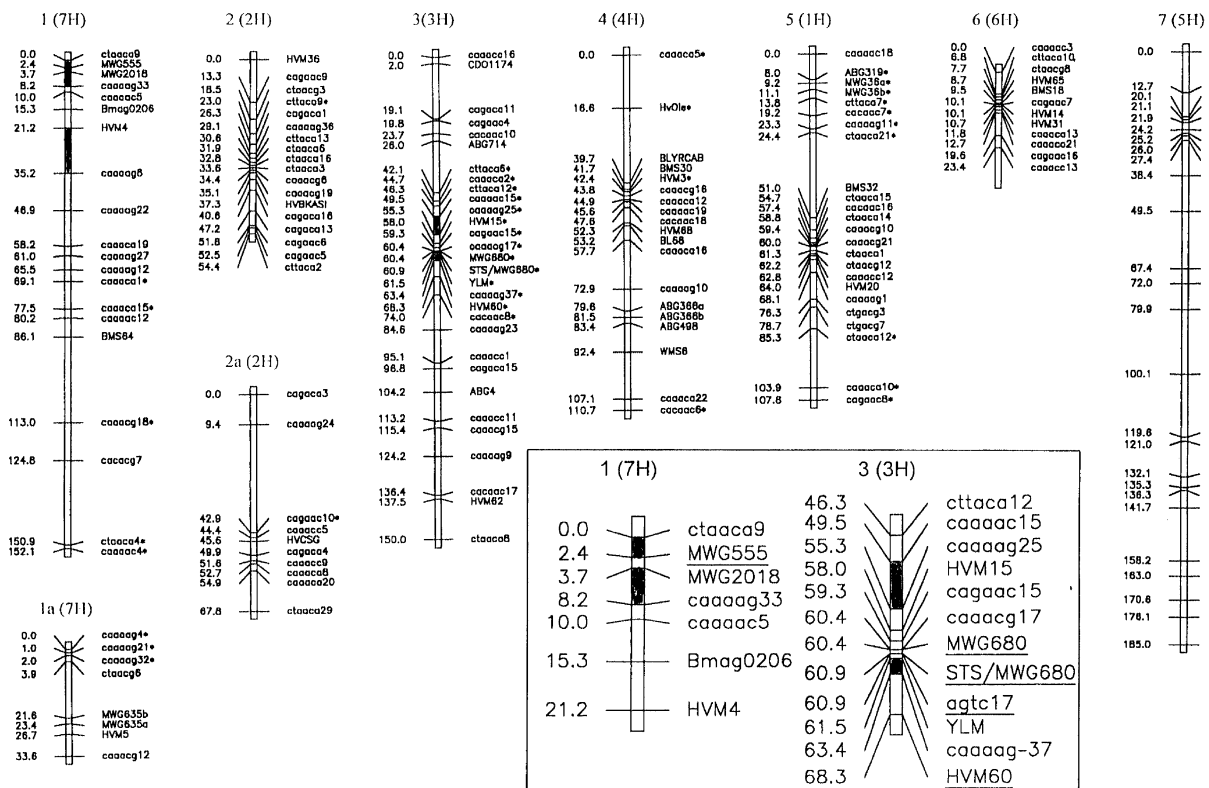 1 (7H)
0.0 ctaaca9
2.4 MWG555
3.7 MWG2018
8.2 caaaag33
10.0 caaaac5
15.3 Bmag0206
21.2 HVM4
35.2 caaaag6
46.9 caaaag22
58.2 caaaca19
61.0 caaaag27
65.5 caaaag12
69.1 caaaca1*
77.5 caaaca15*
80.2 caaaac12
86.1 BMS64
113.0 caaacg18*
124.8 cacacg7
150.9 ctaaca4*
152.1 caaaac4*
1a (7H)
0.0 caaaag4*
1.0 caaaag21*
2.0 caaaag32*
3.9 ctaacg6
21.6 MWG635b
23.4 MWG635a
26.7 HVM5
33.6 caaacg12
2 (2H)
0.0 HVM36
13.3 cagaac9
18.5 ctaacg3
23.0 cttaca9*
26.3 cagaca1
29.1 caaaag36
30.6 cttaca13
31.9 ctaaca6
32.8 ctaaca16
33.6 ctaaca3
34.4 caaacg6
35.1 caaacg19
37.3 HVBKASI
40.6 cagaca16
47.2 cagaca13
51.8 cagaac6
52.5 cagaac5
54.4 cttaca2
2a (2H)
0.0 cagaca3
9.4 caaaag24
42.9 cagaac10*
44.4 caaacc5
45.6 HVCSG
49.9 cagaca4
51.6 caaacc9
52.7 caaaca8
54.9 caaaca20
67.8 ctaaca29
3(3H)
0.0 caaaca16
2.0 CDO1174
19.1 cagaca11
19.8 cagaac4
23.7 cacaac10
26.0 ABG714
42.1 cttaca6*
44.7 caaaca2*
46.3 cttaca12*
49.5 caaaac15*
55.3 caaaag25*
58.0 HVM15*
59.3 cagaac15*
60.4 caaacg17*
60.4 MWG680*
60.9 STS/MWG680*
61.5 YLM*
63.4 caaaag37*
68.3 HVM60*
74.0 cacaac8*
84.6 caaaag23
95.1 caaacc1
96.8 cagaca15
104.2 ABG4
113.2 caaacc11
115.4 caaacg15
124.2 caaaag9
136.4 cacaac17
137.5 HVM62
150.0 ctaaca8
4 (4H)
0.0 caaaca5*
16.6 HvOle*
39.7 BLYRCAB
41.7 BMS30
42.4 HVM3*
43.8 caaacg16
44.9 caaaca12
45.6 caaaac19
47.6 cacaac18
52.3 HVM68
53.2 BL68
57.7 caaaca16
72.9 caaaag10
79.6 ABG366a
81.5 ABG366b
83.4 ABG498
92.4 WMS6
107.1 caaaca22
110.7 cacaac6*
5 (1H)
0.0 caaaac18
8.0 ABG319*
9.2 MWG36a*
11.1 MWG36b*
13.8 cttaca7*
19.2 cacaac7*
23.3 caaaag11*
24.4 ctaaca21*
51.0 BMS32
54.7 ctaaca15
57.4 cacaac16
58.8 ctaaca14
59.4 caaacg10
60.0 caaacg21
61.3 ctaaca1
62.2 ctaacg12
62.8 caaacc12
64.0 HVM20
68.1 caaaag1
76.3 ctgacg3
78.7 ctgacg7
85.3 ctaaca12*
103.9 caaaca10*
107.8 cagaac8*
6 (6H)
0.0 caaaac3
6.8 cttaca10
7.7 ctaacg8
8.7 HVM65
9.5 BMS18
10.1 cagaac7
10.1 HVM14
10.7 HVM31
11.8 caaaca13
12.7 caaaca21
19.6 cagaac16
23.4 caaacc13
7 (5H)
0.0
12.7
20.1
21.1
21.9
24.2
25.2
26.0
27.4
38.4
49.5
67.4
72.0
79.9
100.1
119.6
121.0
132.1
135.3
136.3
141.7
158.2
163.0
170.6
176.1
185.0
1 (7H)
0.0 ctaaca9
2.4 MWG555
3.7 MWG2018
8.2 caaaag33
10.0 caaaac5
15.3 Bmag0206
21.2 HVM4
3 (3H)
46.3 cttaca12
49.5 caaaac15
55.3 caaaag25
58.0 HVM15
59.3 cagaac15
60.4 caaacg17
60.4 MWG680
60.9 STS/MWG680
60.9 agtc17
61.5 YLM
63.4 caaaag-37
68.3 HVM60